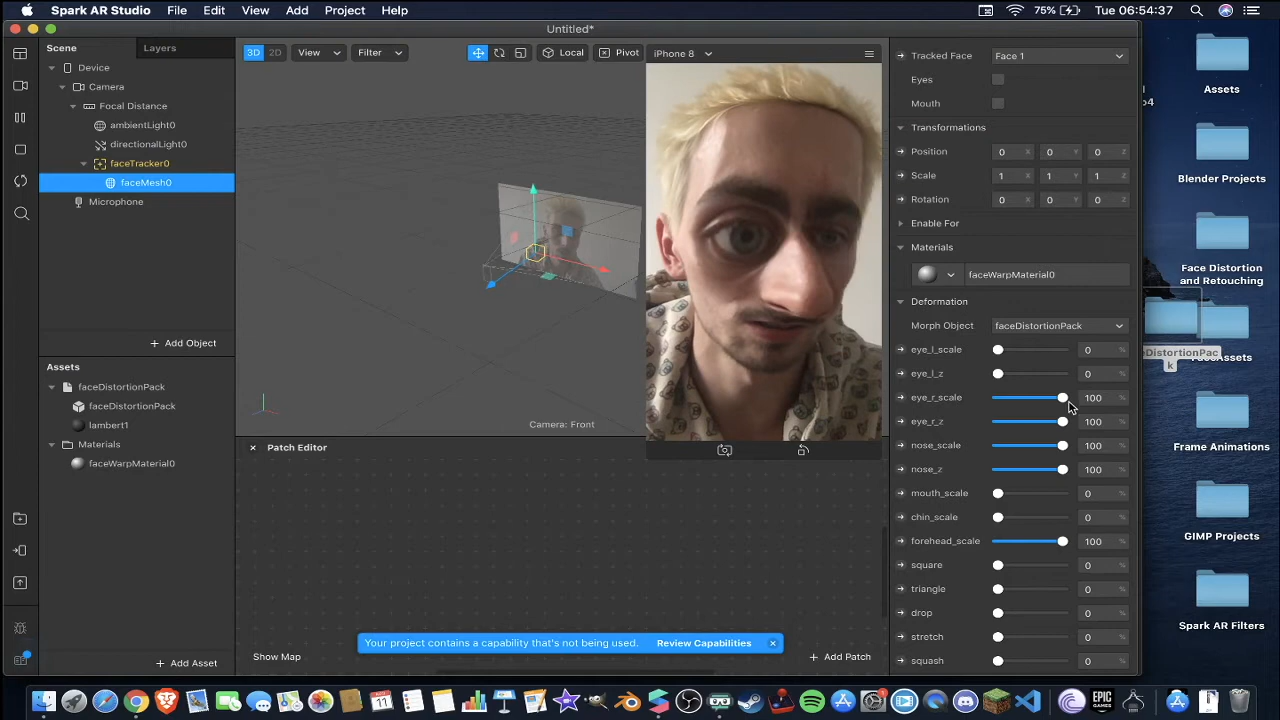 Spark AR Studio File Edit View Add Project Help 75% Tue 06:54:37
Untitled*
Scene Layers
Device
Camera
Focal Distance
ambientLight0
directionalLight0
faceTracker0
faceMesh0
Microphone
+ Add Object
Assets
faceDistortionPack
faceDistortionPack
lambert1
Materials
faceWarpMaterial0
+ Add Asset
3D 2D View Filter Local Pivot
Camera: Front
iPhone 8
× Patch Editor
Your project contains a capability that's not being used. Review Capabilities
Show Map
+ Add Patch
Tracked Face Face 1
Eyes
Mouth
Transformations
Position 0 X 0 Y 0 Z
Scale 1 X 1 Y 1 Z
Rotation 0 X 0 Y 0 Z
Enable For
Materials
faceWarpMaterial0
Deformation
Morph Object faceDistortionPack
eye_l_scale 0 %
eye_l_z 0 %
eye_r_scale 100 %
eye_r_z 100 %
nose_scale 100 %
nose_z 100 %
mouth_scale 0 %
chin_scale 0 %
forehead_scale 100 %
square 0 %
triangle 0 %
drop 0 %
stretch 0 %
squash 0 %
Assets
p4
Blender Projects
Face Distortion
and Retouching
Frame Animations
GIMP Projects
Spark AR Filters